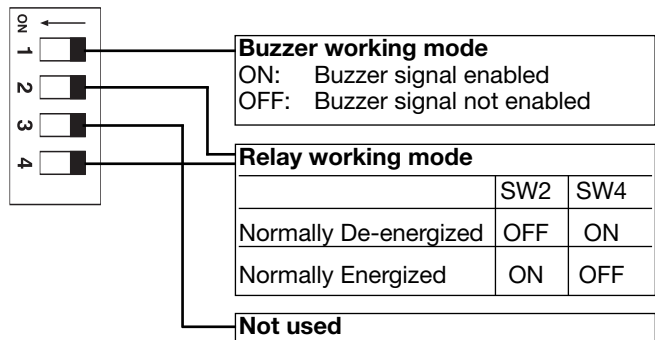 ON
1
2
3
4
Buzzer working mode
ON: Buzzer signal enabled
OFF: Buzzer signal not enabled
Relay working mode
SW2 SW4
Normally De-energized OFF ON
Normally Energized ON OFF
Not used